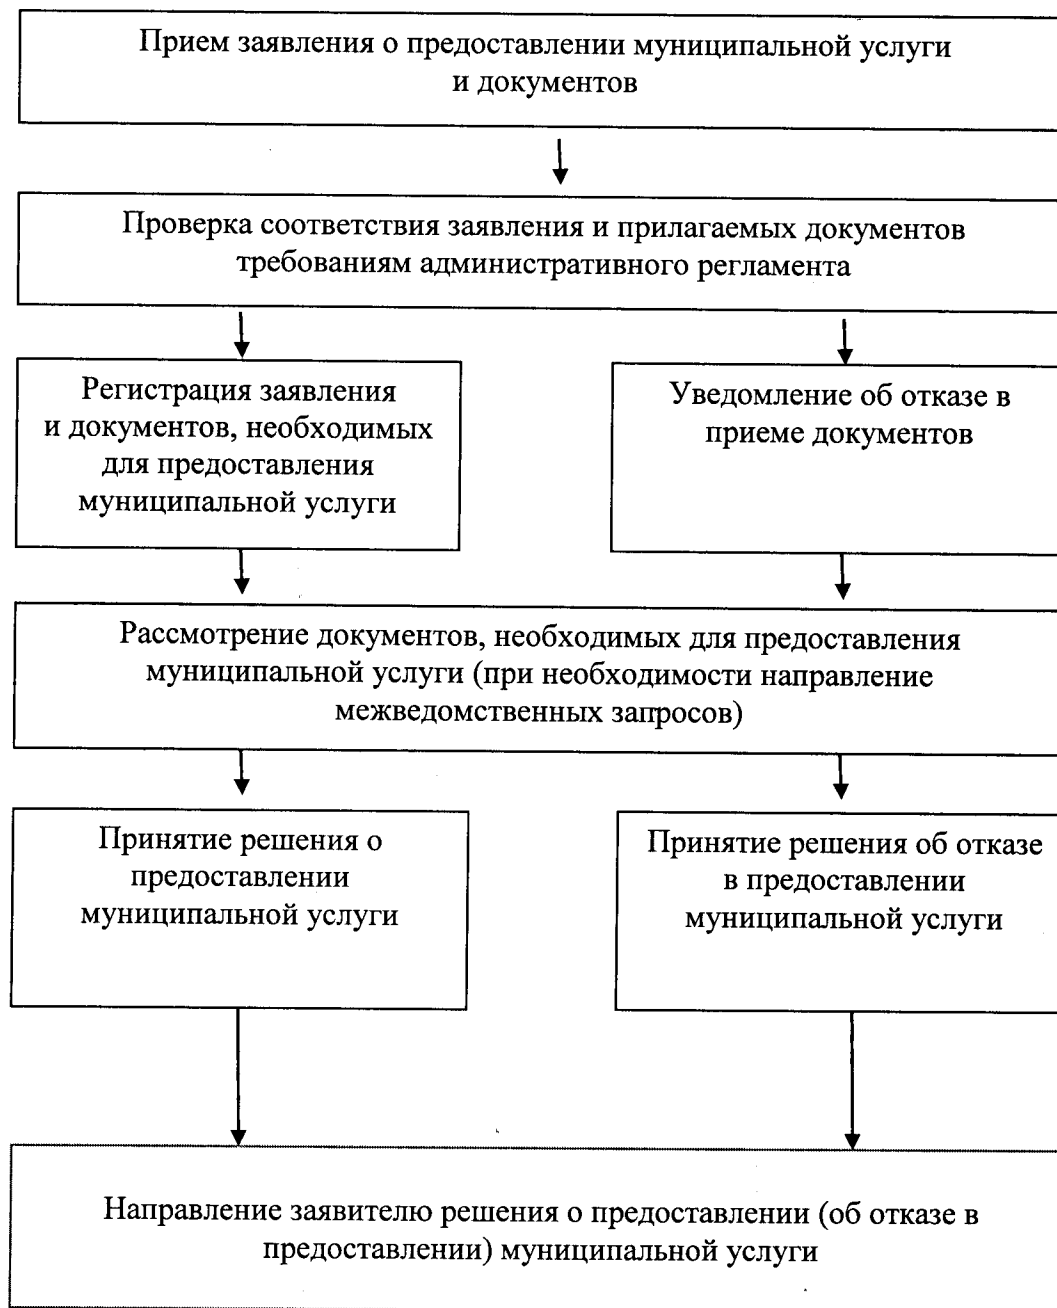 Прием заявления о предоставлении муниципальной услуги
и документов
Проверка соответствия заявления и прилагаемых документов
требованиям административного регламента
Регистрация заявления
и документов, необходимых
для предоставления
муниципальной услуги
Уведомление об отказе в
приеме документов
Рассмотрение документов, необходимых для предоставления
муниципальной услуги (при необходимости направление
межведомственных запросов)
Принятие решения о
предоставлении
муниципальной услуги
Принятие решения об отказе
в предоставлении
муниципальной услуги
Направление заявителю решения о предоставлении (об отказе в
предоставлении) муниципальной услуги